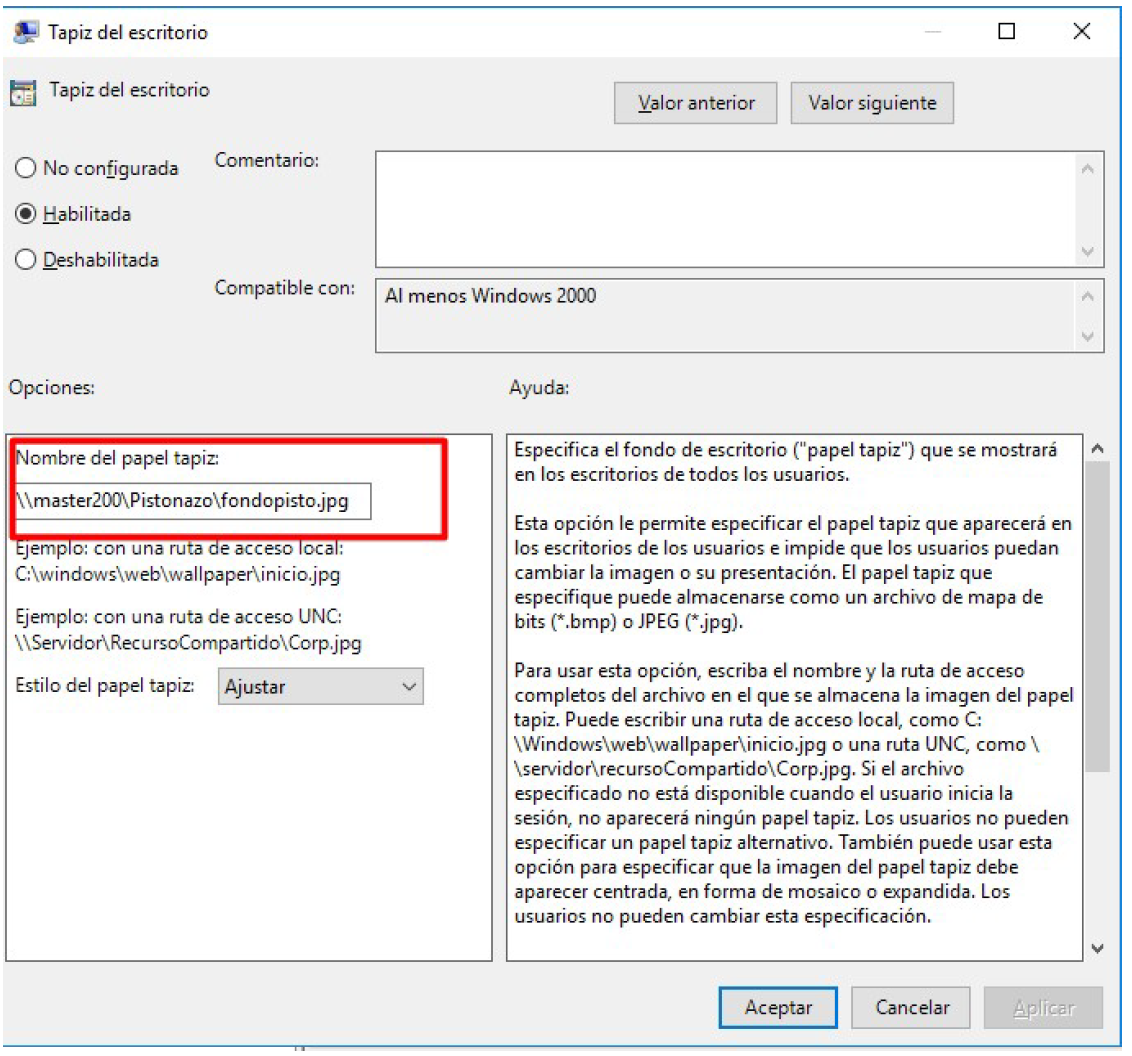 Tapiz del escritorio
Tapiz del escritorio
Valor anterior
Valor siguiente
No configurada
Habilitada
Deshabilitada
Comentario:
Compatible con:
Al menos Windows 2000
Opciones:
Nombre del papel tapiz:
\\master200\Pistonazo\fondopisto.jpg
Ejemplo: con una ruta de acceso local:
C:\windows\web\wallpaper\inicio.jpg
Ejemplo: con una ruta de acceso UNC:
\\Servidor\RecursoCompartido\Corp.jpg
Estilo del papel tapiz:
Ajustar
Ayuda:
Especifica el fondo de escritorio ("papel tapiz") que se mostrará
en los escritorios de todos los usuarios.
Esta opción le permite especificar el papel tapiz que aparecerá en
los escritorios de los usuarios e impide que los usuarios puedan
cambiar la imagen o su presentación. El papel tapiz que
especifique puede almacenarse como un archivo de mapa de
bits (*.bmp) o JPEG (*.jpg).
Para usar esta opción, escriba el nombre y la ruta de acceso
completos del archivo en el que se almacena la imagen del papel
tapiz. Puede escribir una ruta de acceso local, como C:
\Windows\web\wallpaper\inicio.jpg o una ruta UNC, como \
\servidor\recursoCompartido\Corp.jpg. Si el archivo
especificado no está disponible cuando el usuario inicia la
sesión, no aparecerá ningún papel tapiz. Los usuarios no pueden
especificar un papel tapiz alternativo. También puede usar esta
opción para especificar que la imagen del papel tapiz debe
aparecer centrada, en forma de mosaico o expandida. Los
usuarios no pueden cambiar esta especificación.
Aceptar
Cancelar
Aplicar